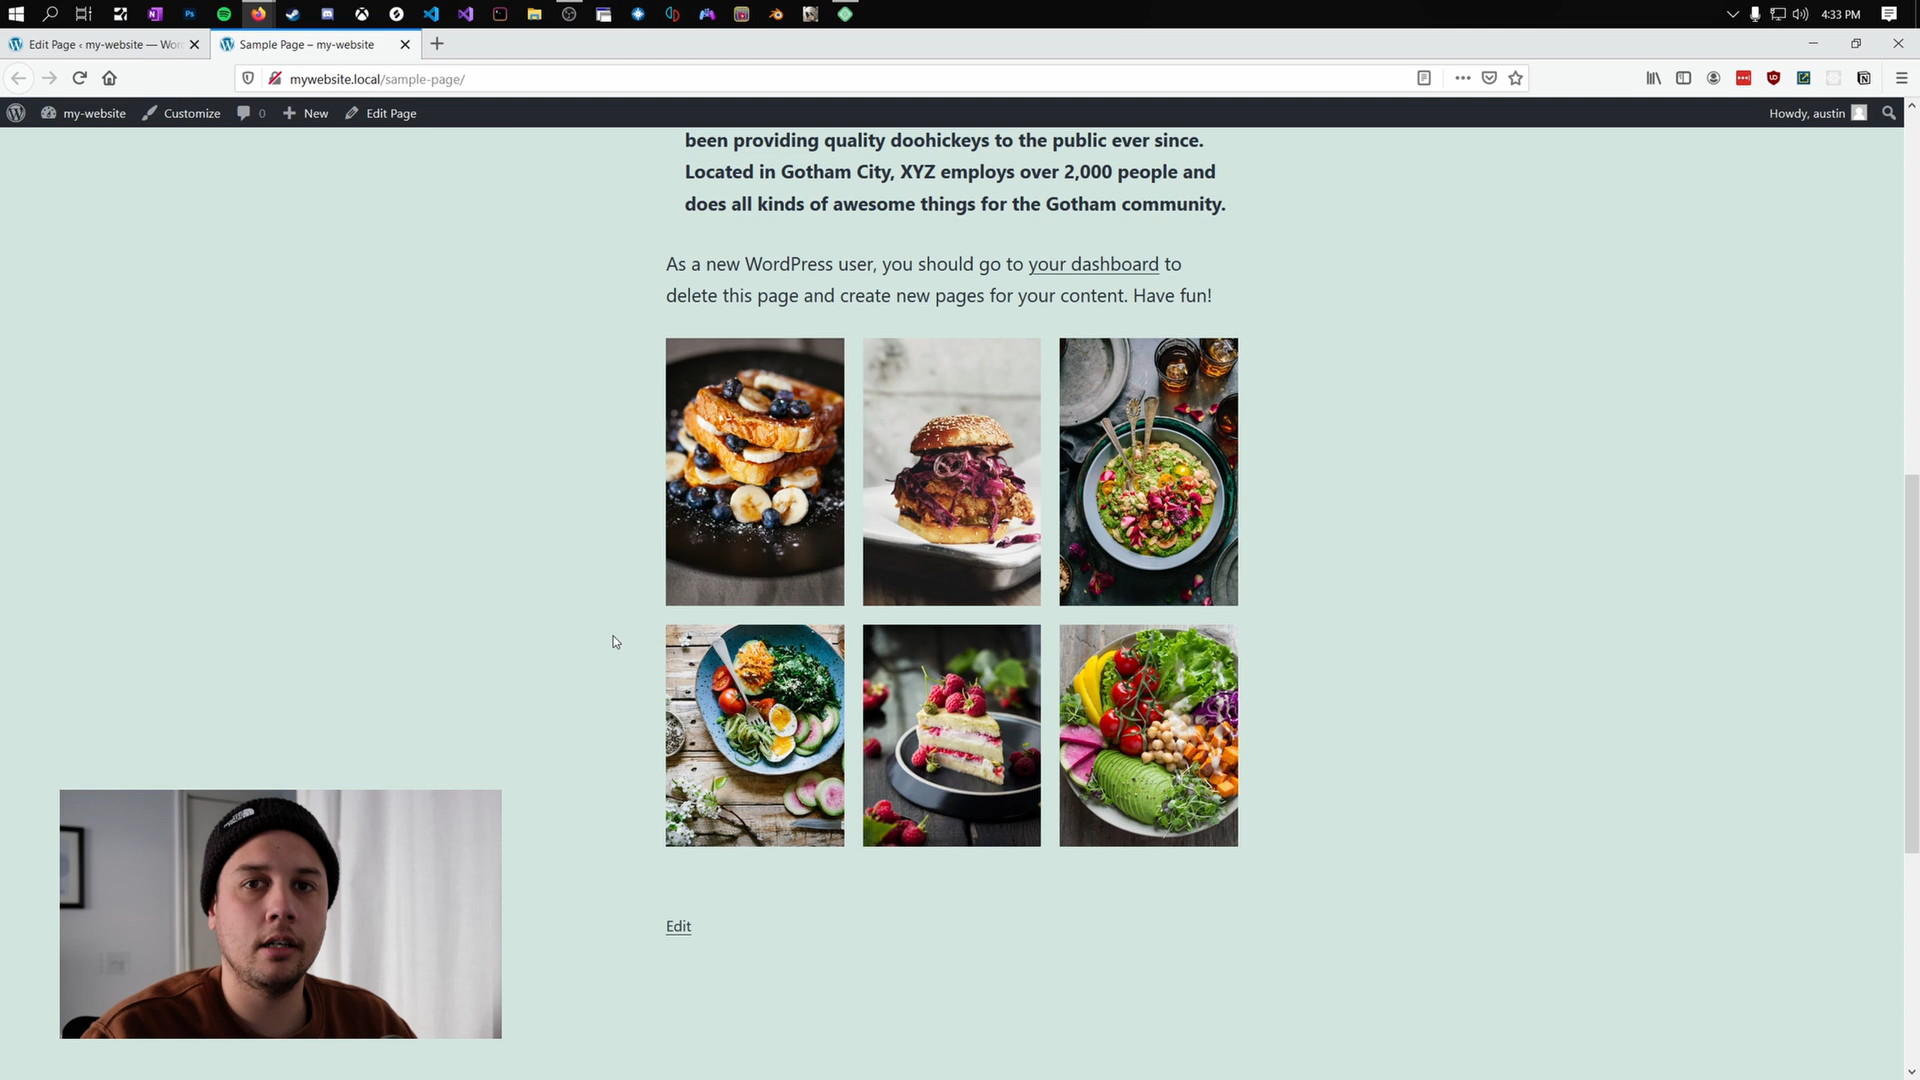 4:33 PM
Edit Page ‹ my-website — Wor
Sample Page – my-website
mywebsite.local/sample-page/
my-website
Customize
0
New
Edit Page
Howdy, austin
been providing quality doohickeys to the public ever since.
Located in Gotham City, XYZ employs over 2,000 people and
does all kinds of awesome things for the Gotham community.
As a new WordPress user, you should go to your dashboard to
delete this page and create new pages for your content. Have fun!
Edit